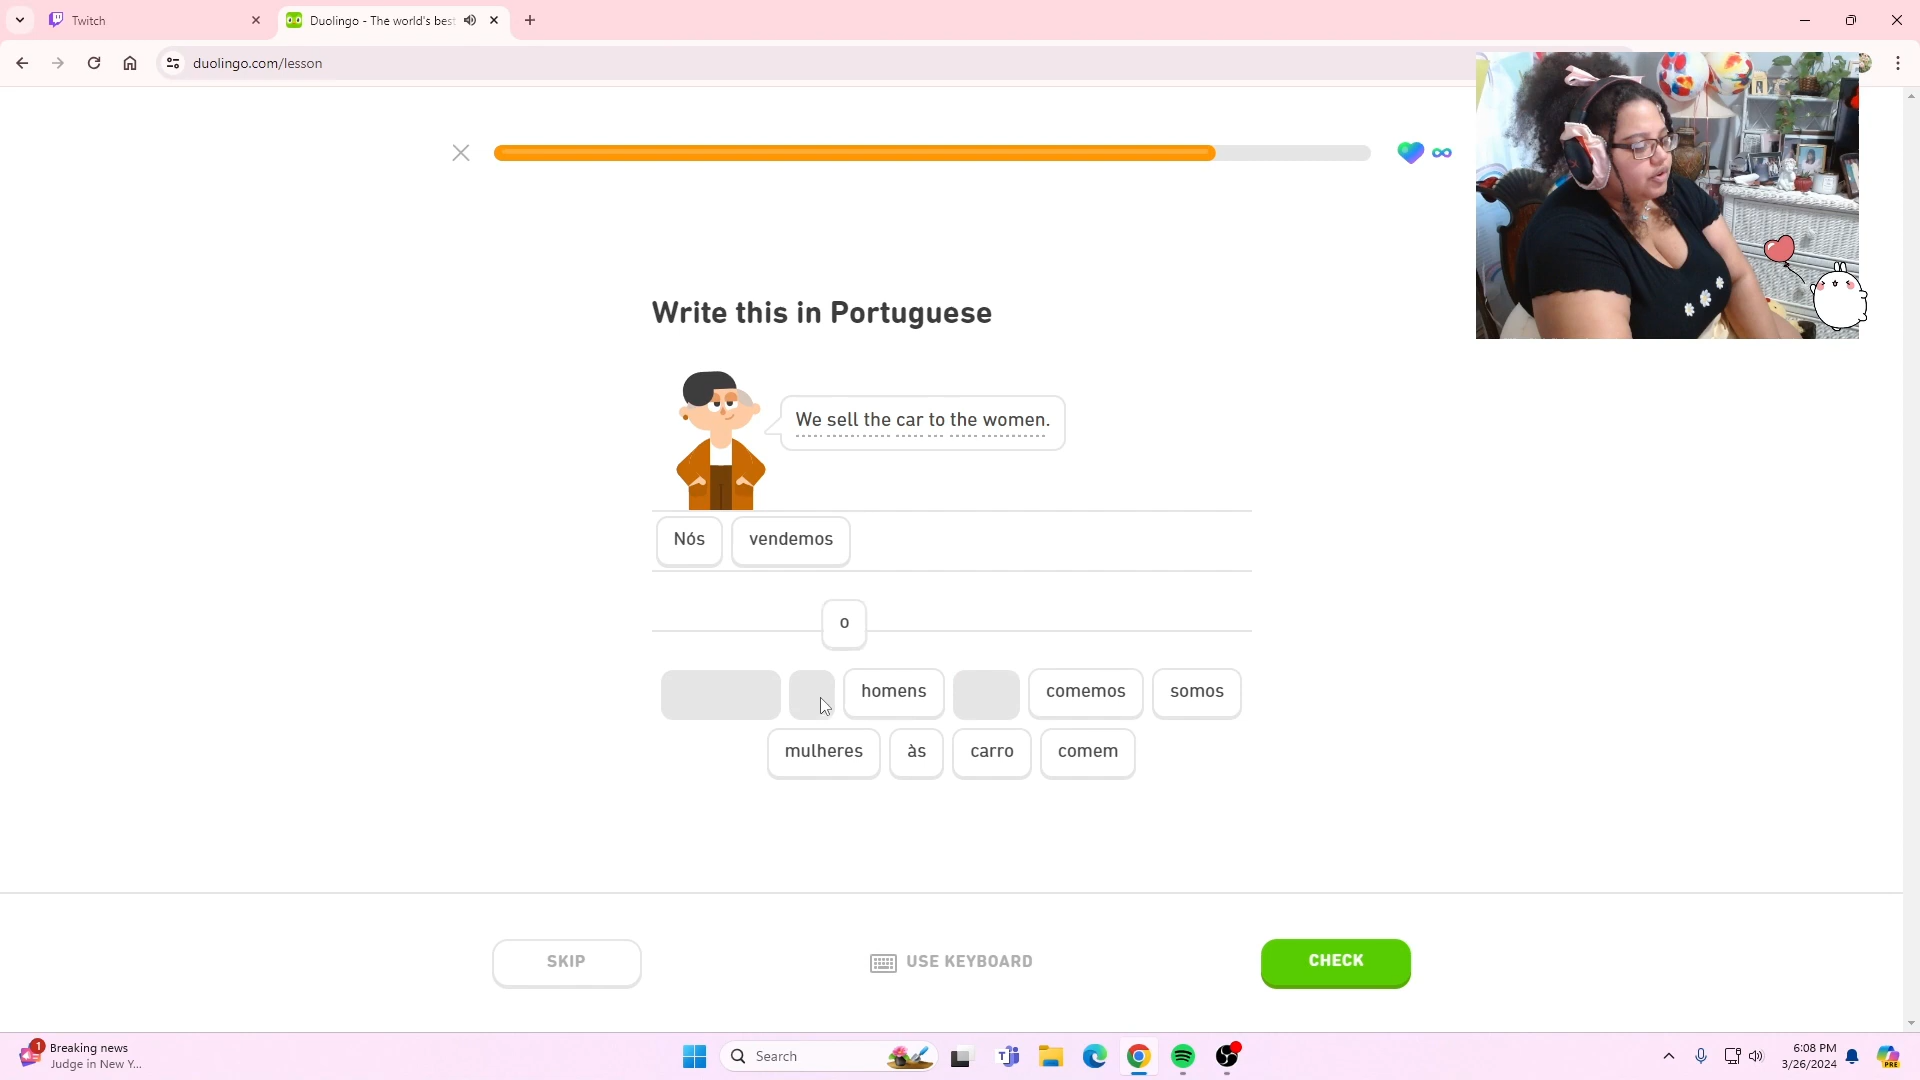 Twitch
Duolingo - The world's best
duolingo.com/lesson
Write this in Portuguese
We sell the car to the women.
Nós vendemos
o
homens comemos somos
mulheres às carro comem
SKIP USE KEYBOARD CHECK
1 Breaking news
Judge in New Y...
Search
PRE
6:08 PM
3/26/2024